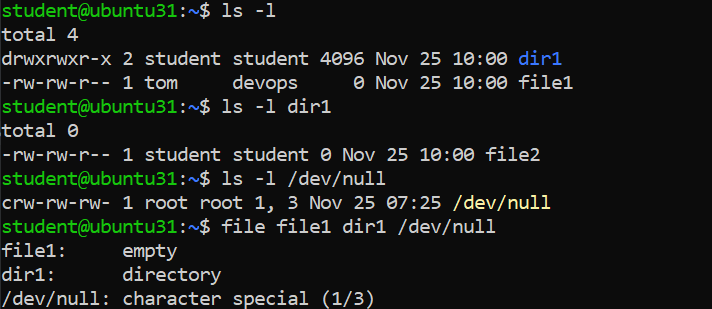 student@ubuntu31:~$ ls -l
total 4
drwxrwxr-x 2 student student 4096 Nov 25 10:00 dir1
-rw-rw-r-- 1 tom     devops     0 Nov 25 10:00 file1
student@ubuntu31:~$ ls -l dir1
total 0
-rw-rw-r-- 1 student student 0 Nov 25 10:00 file2
student@ubuntu31:~$ ls -l /dev/null
crw-rw-rw- 1 root root 1, 3 Nov 25 07:25 /dev/null
student@ubuntu31:~$ file file1 dir1 /dev/null
file1:     empty
dir1:      directory
/dev/null: character special (1/3)